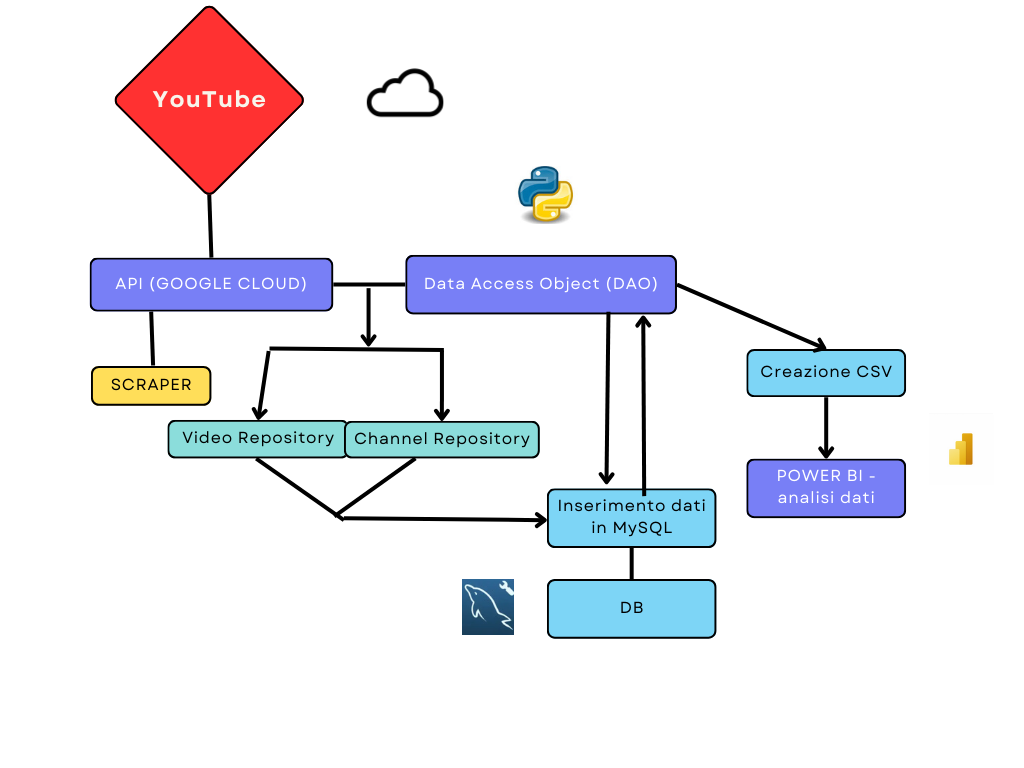 YouTube
API (GOOGLE CLOUD)
Data Access Object (DAO)
SCRAPER
Creazione CSV
Video Repository
Channel Repository
POWER BI -
analisi dati
Inserimento dati
in MySQL
DB